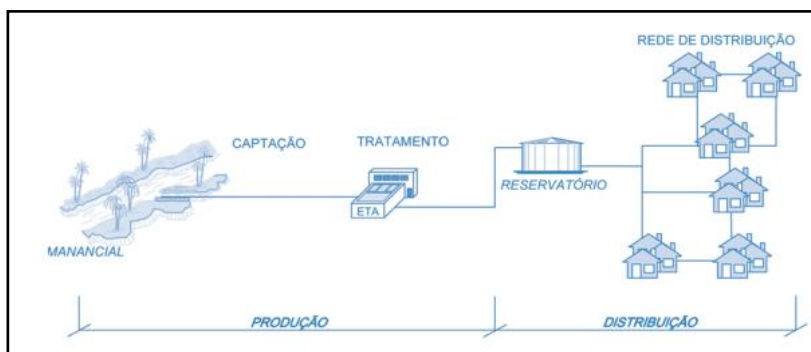 REDE DE DISTRIBUIÇÃO
CAPTAÇÃO
TRATAMENTO
RESERVATÓRIO
ETA
MANANCIAL
PRODUÇÃO
DISTRIBUIÇÃO